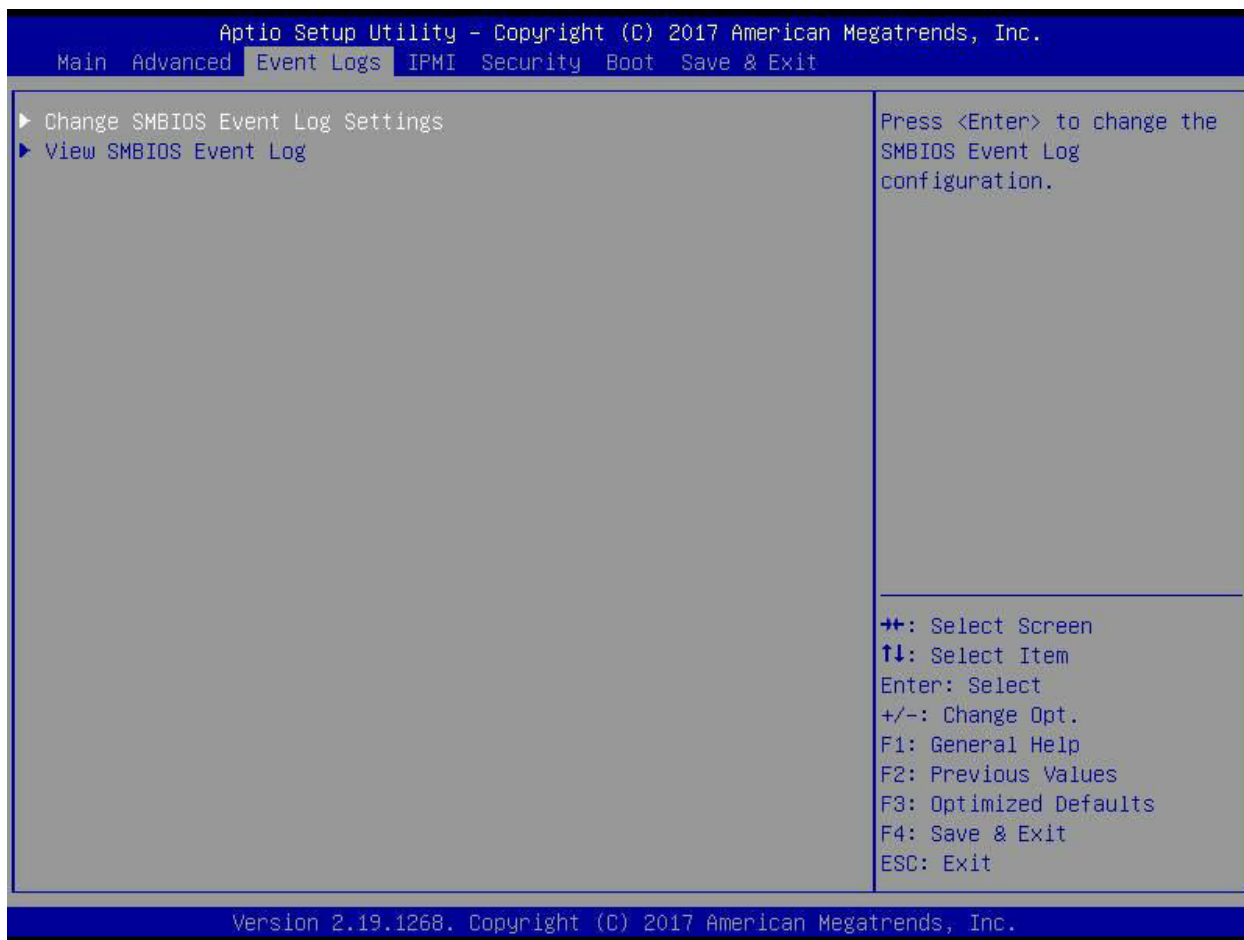 Aptio Setup Utility – Copyright (C) 2017 American Megatrends, Inc.
Main Advanced Event Logs IPMI Security Boot Save & Exit
▶ Change SMBIOS Event Log Settings
▶ View SMBIOS Event Log
Press <Enter> to change the
SMBIOS Event Log
configuration.
→←: Select Screen
↑↓: Select Item
Enter: Select
+/-: Change Opt.
F1: General Help
F2: Previous Values
F3: Optimized Defaults
F4: Save & Exit
ESC: Exit
Version 2.19.1268. Copyright (C) 2017 American Megatrends, Inc.